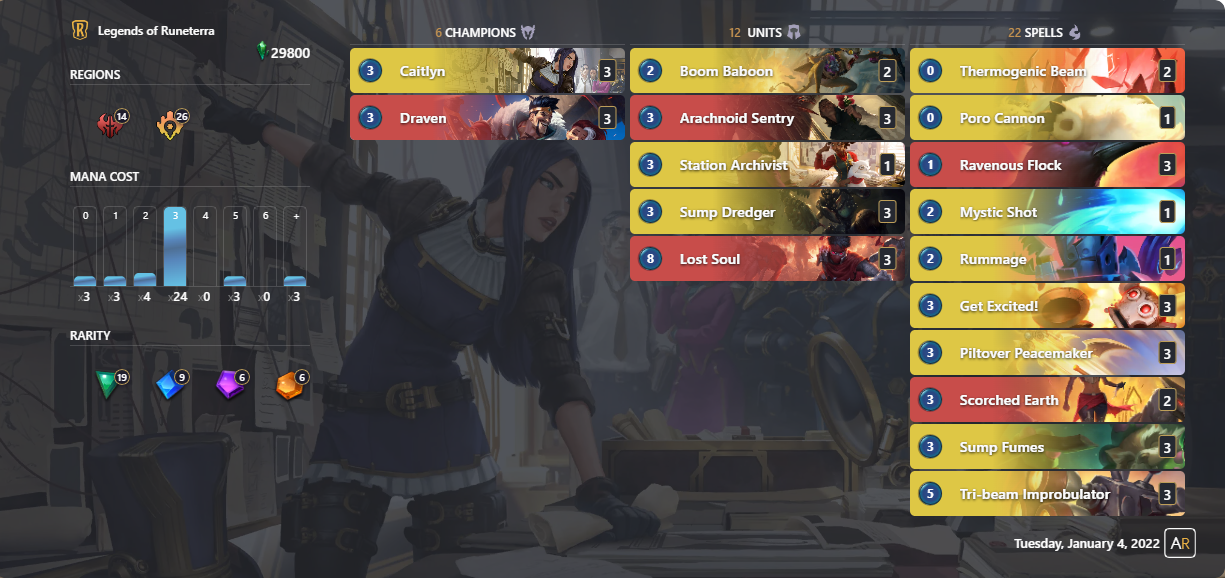 Legends of Runeterra
29800
REGIONS
14
26
MANA COST
0 1 2 3 4 5 6 +
x3 x3 x4 x24 x0 x3 x0 x3
RARITY
19 9 6 6
6 CHAMPIONS
3 Caitlyn 3
3 Draven 3
12 UNITS
2 Boom Baboon 2
3 Arachnoid Sentry 3
3 Station Archivist 1
3 Sump Dredger 3
8 Lost Soul 3
22 SPELLS
0 Thermogenic Beam 2
0 Poro Cannon 1
1 Ravenous Flock 3
2 Mystic Shot 1
2 Rummage 1
3 Get Excited! 3
3 Piltover Peacemaker 3
3 Scorched Earth 2
3 Sump Fumes 3
5 Tri-beam Improbulator 3
Tuesday, January 4, 2022 AR